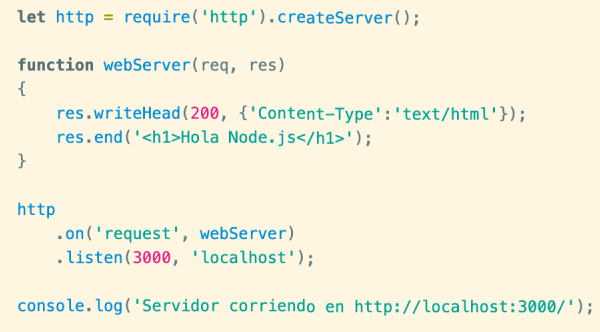 let http = require('http').createServer();
function webServer(req, res)
{
res.writeHead(200, {'Content-Type':'text/html'});
res.end('<h1>Hola Node.js</h1>');
}
http
.on('request', webServer)
.listen(3000, 'localhost');
console.log('Servidor corriendo en http://localhost:3000/');